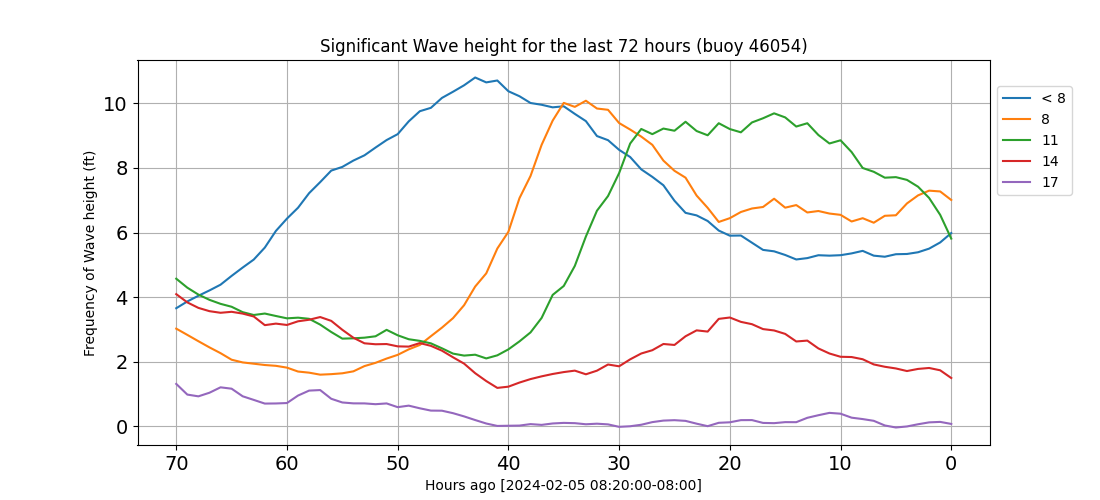 Significant Wave height for the last 72 hours (buoy 46054)
Frequency of Wave height (ft)
10
8
6
4
2
0
70 60 50 40 30 20 10 0
Hours ago [2024-02-05 08:20:00-08:00]
< 8
8
11
14
17